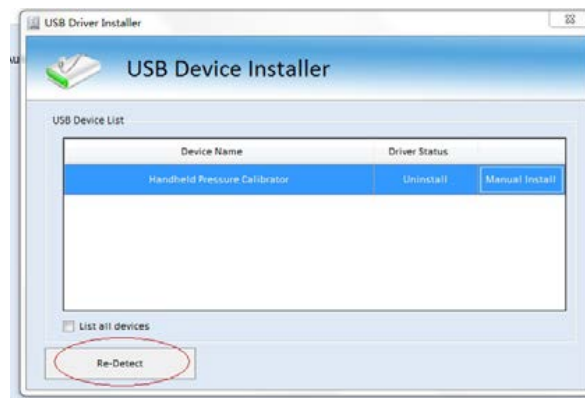 USB Driver Installer
USB Device Installer
USB Device List
Device Name Driver Status
Handheld Pressure Calibrator Uninstall Manual Install
List all devices
Re-Detect